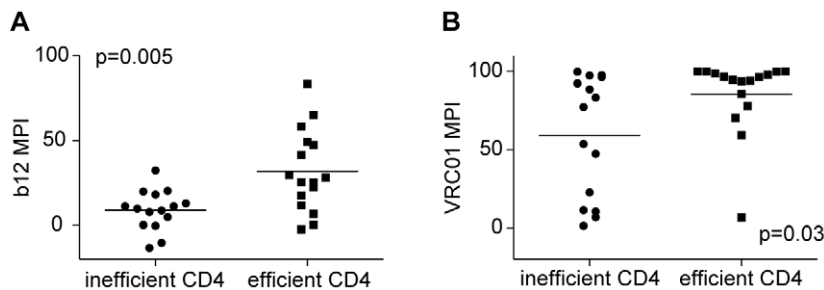 A
p=0.005
100
50
0
b12 MPI
inefficient CD4 efficient CD4
B
100
50
0
VRC01 MPI
p=0.03
inefficient CD4 efficient CD4